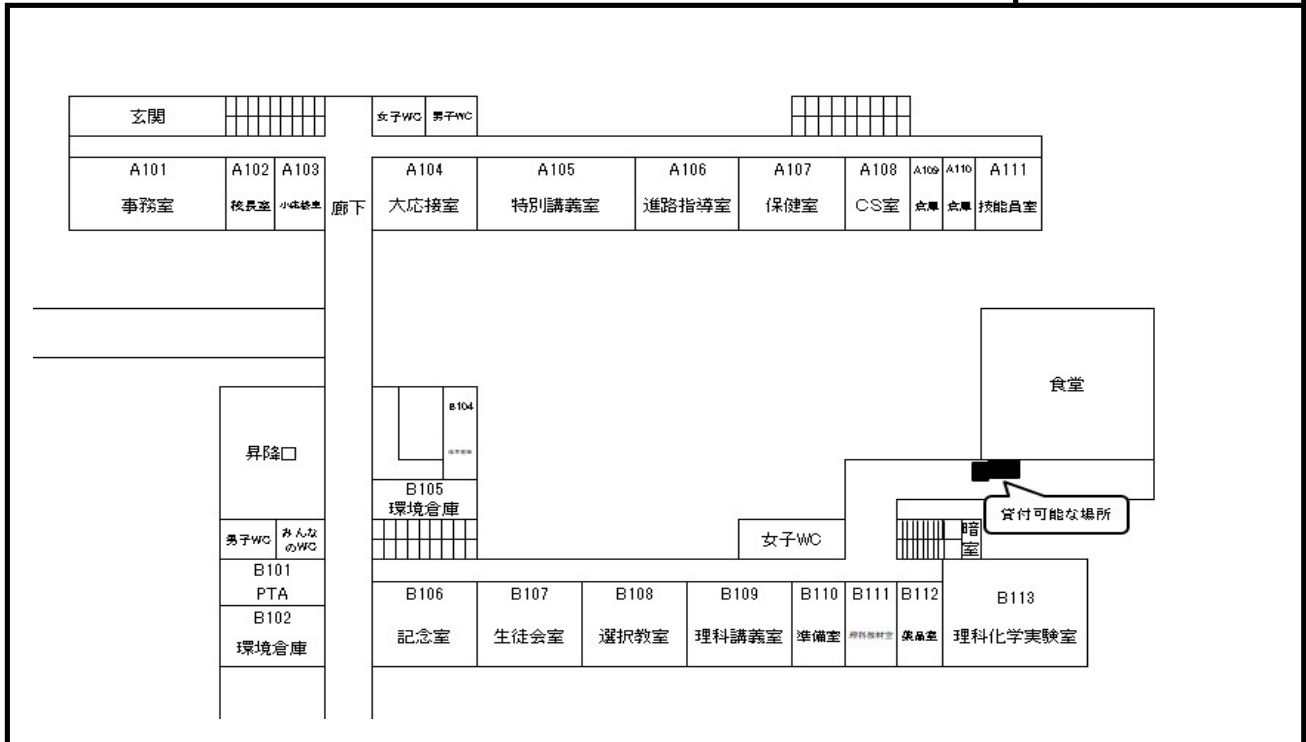 玄関
女子WC 男子WC
A101 A102 A103 A104 A105 A106 A107 A108 A109 A110 A111
事務室 校長室 小応接室 廊下 大応接室 特別講義室 進路指導室 保健室 CS室 倉庫 倉庫 技能員室
食堂
B104
昇降口
B105
環境倉庫
貸付可能な場所
男子WC
みんな
のWC
女子WC
暗
室
B101
PTA
B102
環境倉庫
B106 B107 B108 B109 B110 B111 B112 B113
記念室 生徒会室 選択教室 理科講義室 準備室 理科教材室 薬品室 理科化学実験室